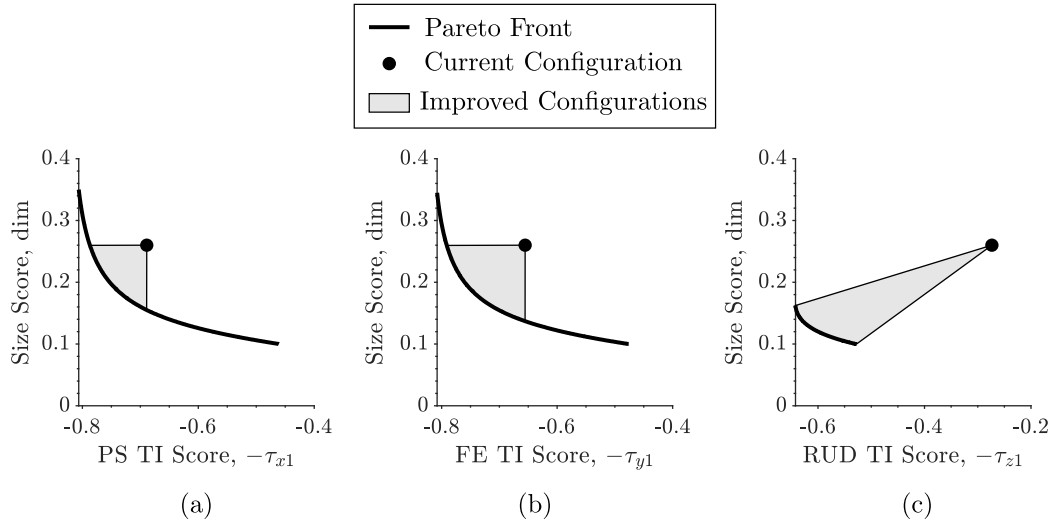 Pareto Front
Current Configuration
Improved Configurations
0.4
0.3
0.2
0.1
0
Size Score, dim
-0.8 -0.6 -0.4
PS TI Score, −τx1
(a)
0.4
0.3
0.2
0.1
0
Size Score, dim
-0.8 -0.6 -0.4
FE TI Score, −τy1
(b)
0.4
0.3
0.2
0.1
0
Size Score, dim
-0.6 -0.4 -0.2
RUD TI Score, −τz1
(c)